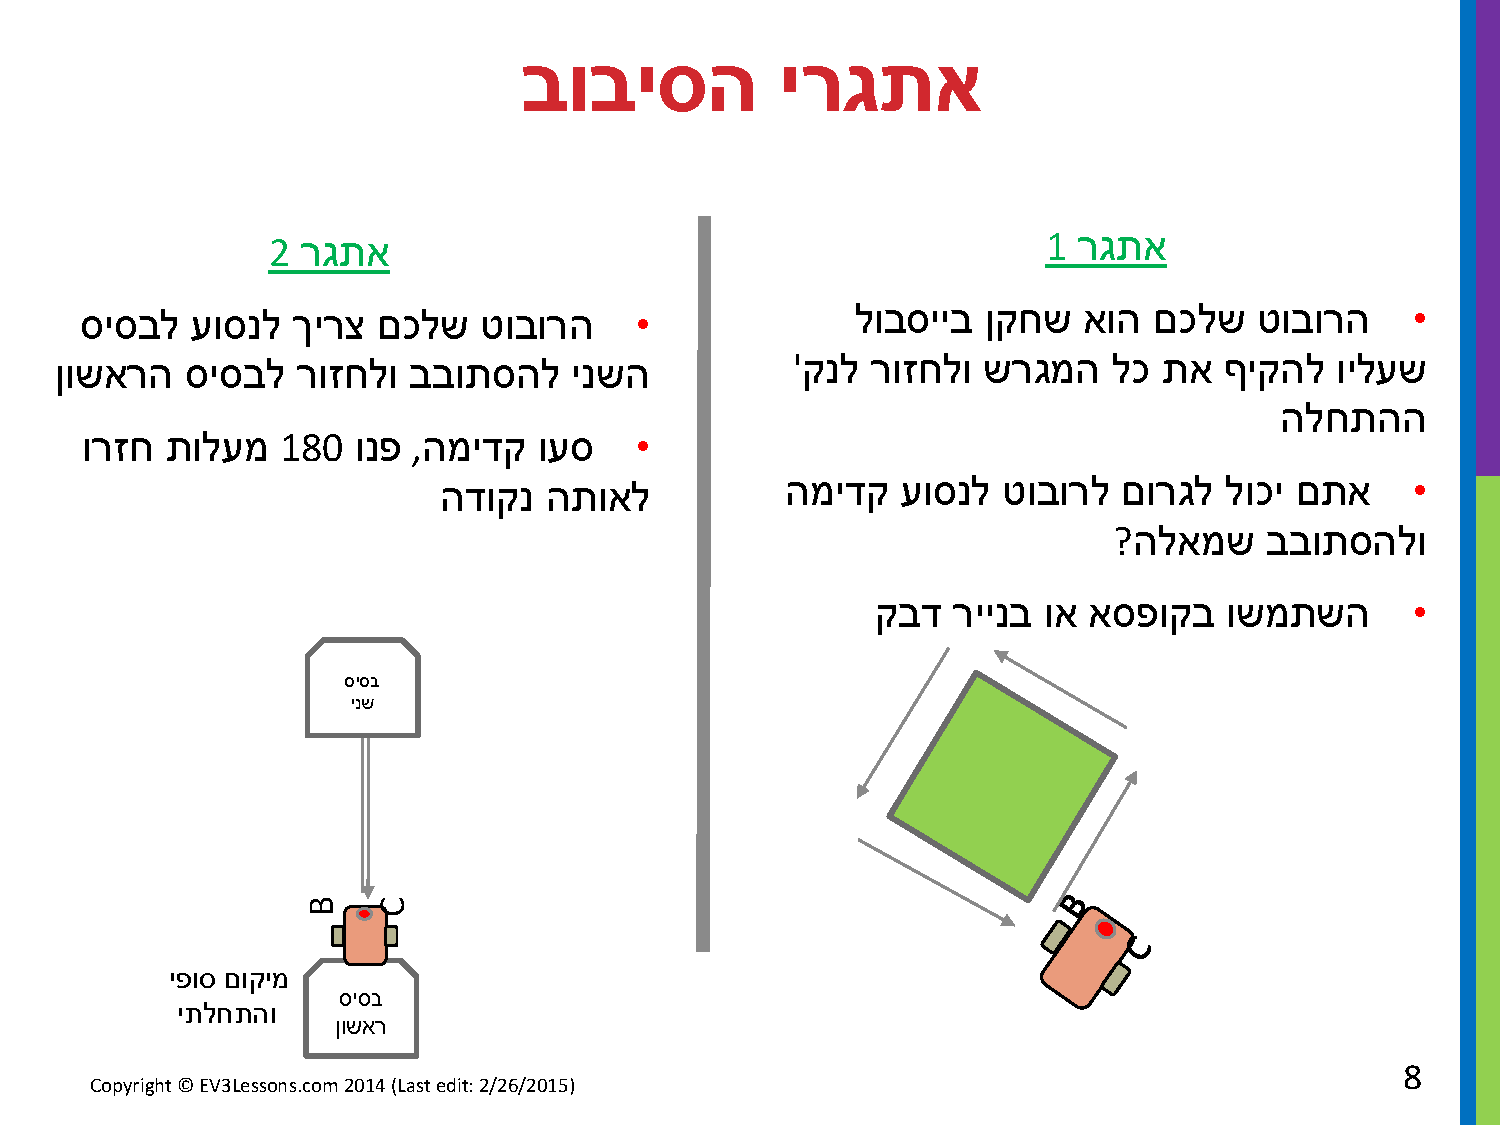 אתגרי הסיבוב
אתגר 1
• הרובוט שלכם הוא שחקן בייסבול
שעליו להקיף את כל המגרש ולחזור לנק'
ההתחלה
• אתם יכול לגרום לרובוט לנסוע קדימה
ולהסתובב שמאלה?
• השתמשו בקופסא או בנייר דבק
B
C
אתגר 2
• הרובוט שלכם צריך לנסוע לבסיס
השני להסתובב ולחזור לבסיס הראשון
• סעו קדימה, פנו 180 מעלות חזרו
לאותה נקודה
בסיס
שני
B
C
מיקום סופי
והתחלתי
בסיס
ראשון
Copyright © EV3Lessons.com 2014 (Last edit: 2/26/2015)
8